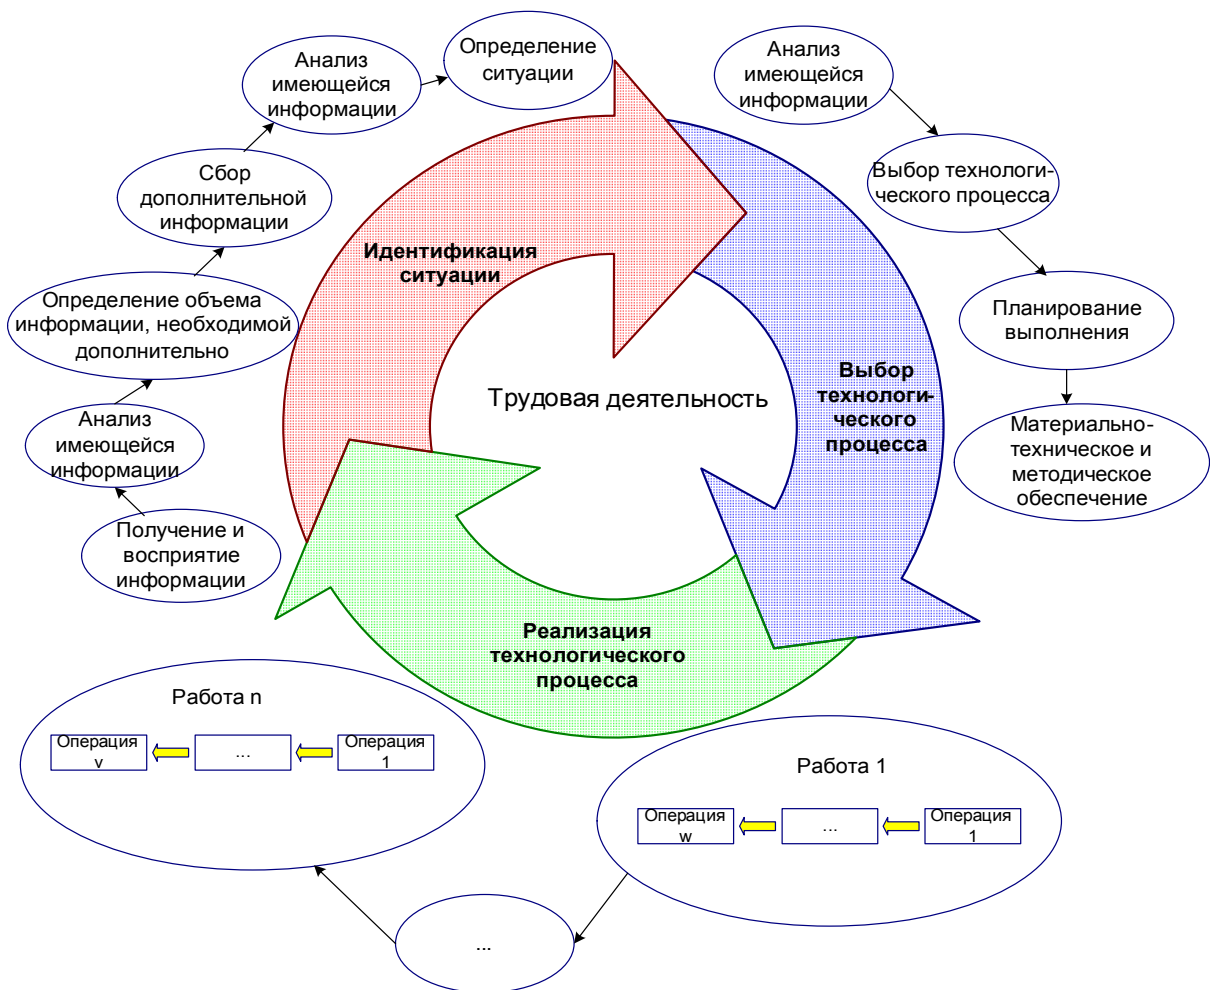 Определение
ситуации
Анализ
имеющейся
информации
Сбор
дополнительной
информации
Определение объема
информации, необходимой
дополнительно
Анализ
имеющейся
информации
Получение и
восприятие
информации
Анализ
имеющейся
информации
Выбор технологи-
ческого процесса
Планирование
выполнения
Материально-
техническое и
методическое
обеспечение
Идентификация
ситуации
Трудовая деятельность
Выбор
технологи-
ческого
процесса
Реализация
технологического
процесса
Работа n
Операция
v
...
Операция
1
Работа 1
Операция
w
...
Операция
1
...